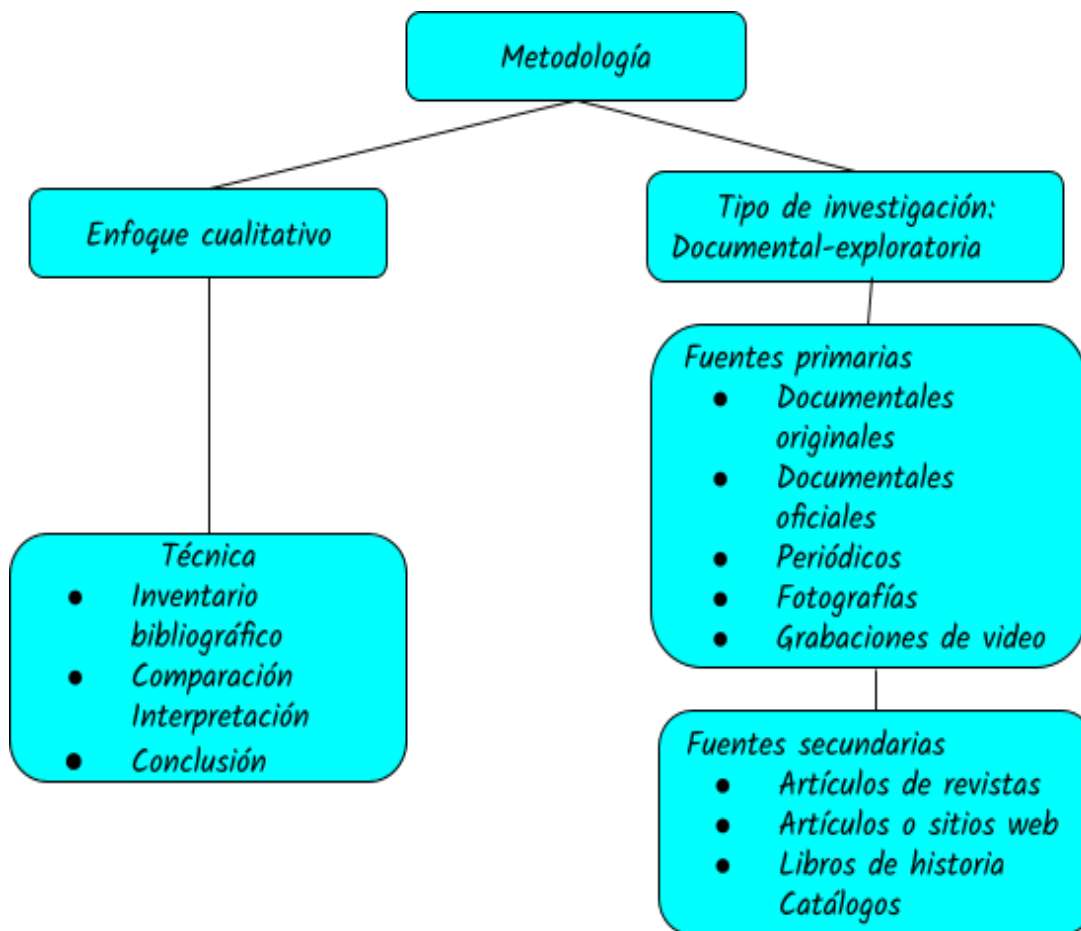 Metodología
Enfoque cualitativo
Tipo de investigación:
Documental-exploratoria
Técnica
● Inventario
bibliográfico
● Comparación
Interpretación
● Conclusión
Fuentes primarias
● Documentales
originales
● Documentales
oficiales
● Periódicos
● Fotografías
● Grabaciones de video
Fuentes secundarias
● Artículos de revistas
● Artículos o sitios web
● Libros de historia
Catálogos